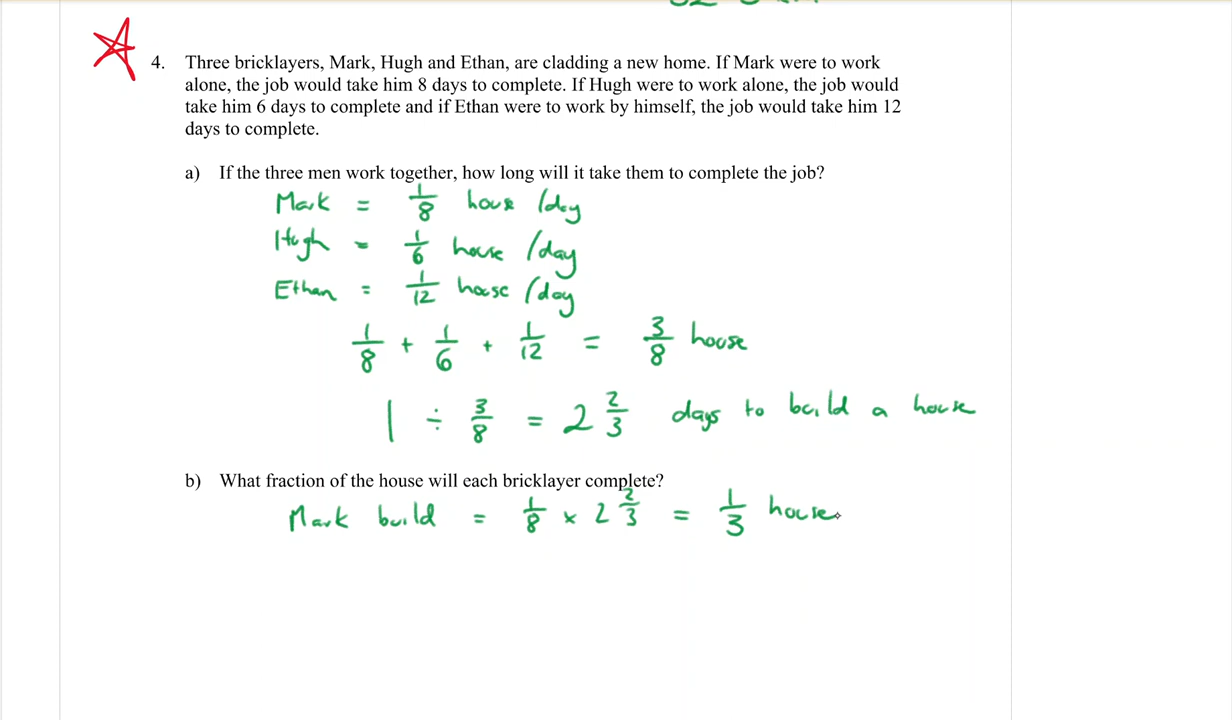 4. Three bricklayers, Mark, Hugh and Ethan, are cladding a new home. If Mark were to work
alone, the job would take him 8 days to complete. If Hugh were to work alone, the job would
take him 6 days to complete and if Ethan were to work by himself, the job would take him 12
days to complete.
a) If the three men work together, how long will it take them to complete the job?
Mark = 1/8 house /day
Hugh = 1/6 house /day
Ethan = 1/12 house /day
1/8 + 1/6 + 1/12 = 3/8 house
1 ÷ 3/8 = 2 2/3 days to build a house
b) What fraction of the house will each bricklayer complete?
Mark build = 1/8 × 2 2/3 = 1/3 house